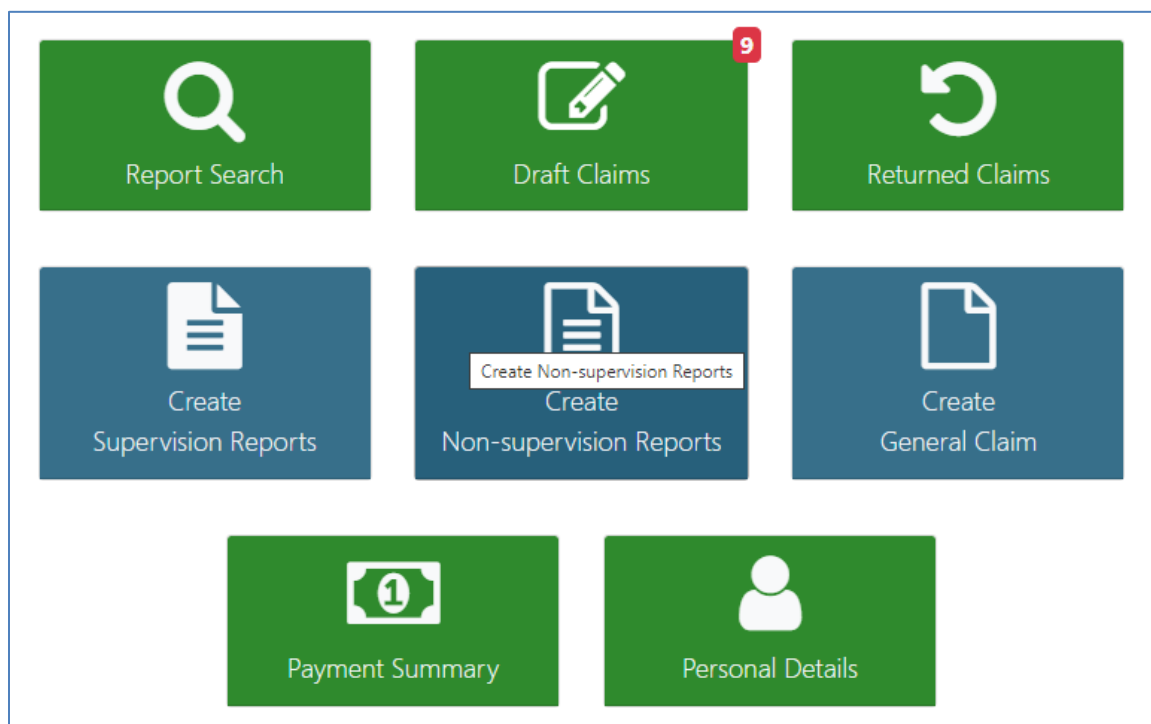 9
Report Search
Draft Claims
Returned Claims
Create
Supervision Reports
Create Non-supervision Reports
Create
Non-supervision Reports
Create
General Claim
1
Payment Summary
Personal Details